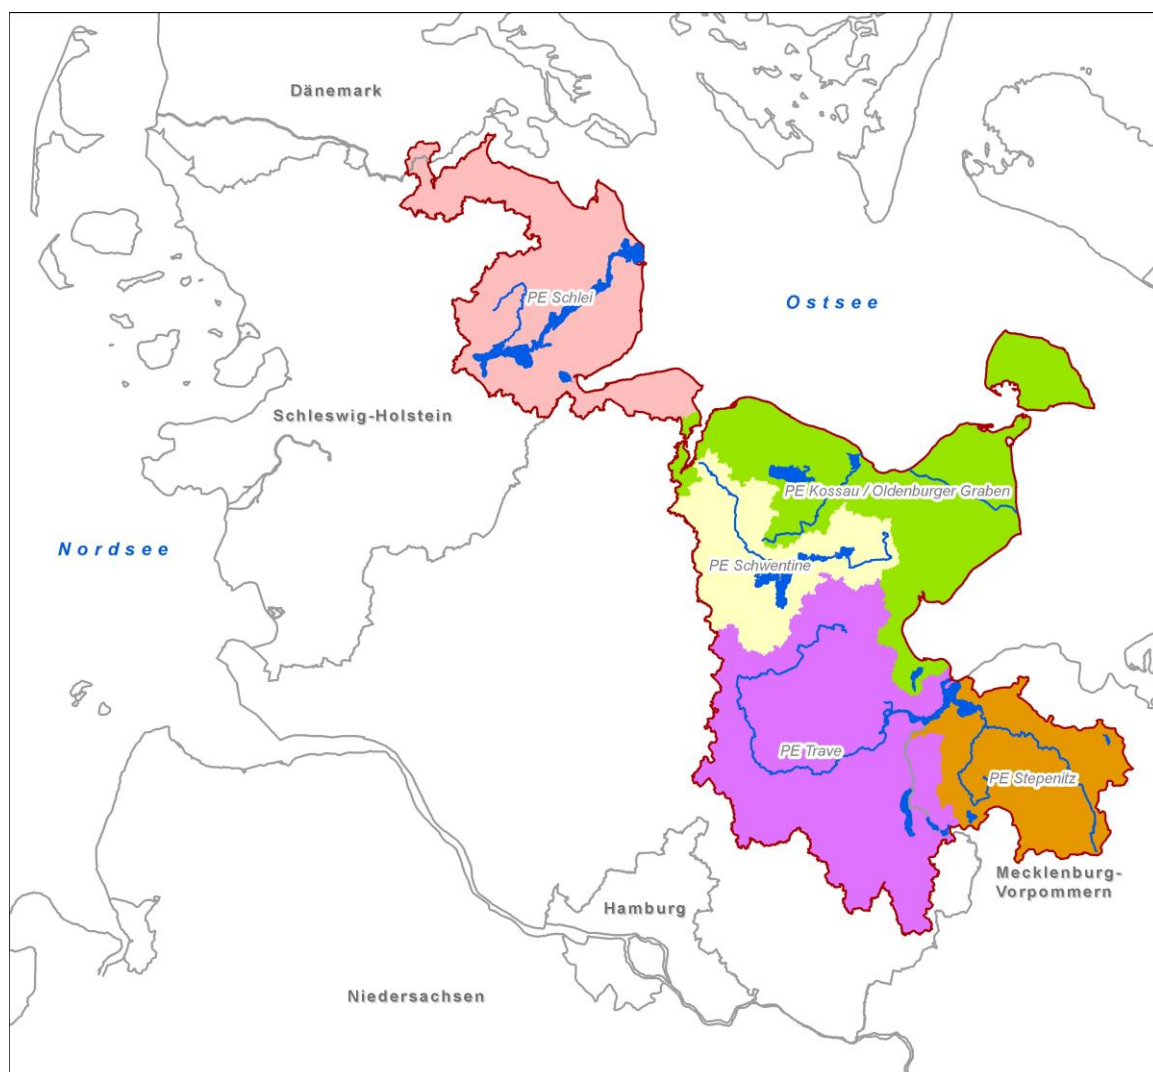 Dänemark
PE Schlei
Ostsee
Schleswig-Holstein
PE Kossau / Oldenburger Graben
Nordsee
PE Schwentine
PE Trave
PE Stepenitz
Mecklenburg-
Vorpommern
Hamburg
Niedersachsen